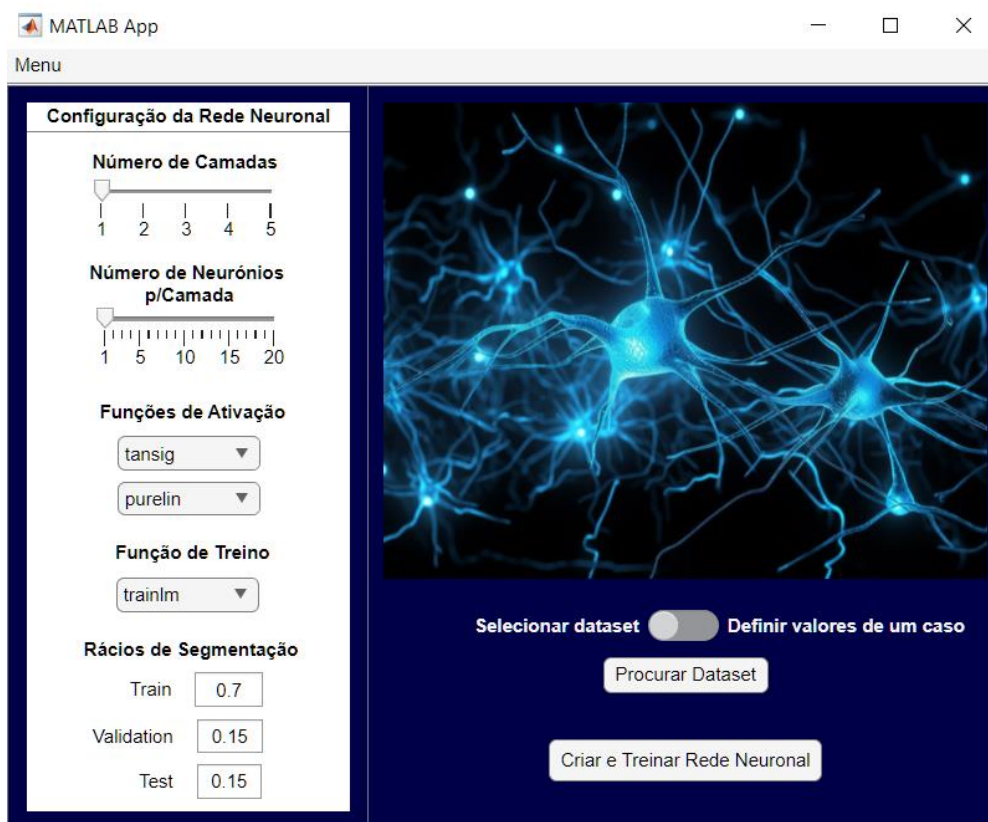 MATLAB App
Menu
Configuração da Rede Neuronal
Número de Camadas
1 2 3 4 5
Número de Neurónios
p/Camada
1 5 10 15 20
Funções de Ativação
tansig
purelin
Função de Treino
trainlm
Rácios de Segmentação
Train 0.7
Validation 0.15
Test 0.15
Selecionar dataset Definir valores de um caso
Procurar Dataset
Criar e Treinar Rede Neuronal